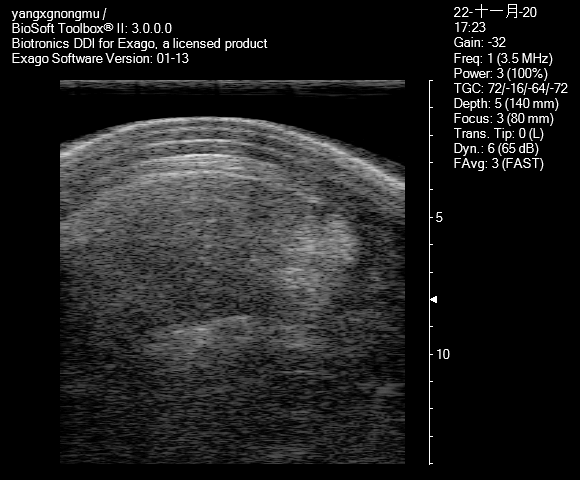 yangxgnongmu /
BioSoft Toolbox® II: 3.0.0.0
Biotronics DDI for Exago, a licensed product
Exago Software Version: 01-13
22-十一月-20
17:23
Gain: -32
Freq: 1 (3.5 MHz)
Power: 3 (100%)
TGC: 72/-16/-64/-72
Depth: 5 (140 mm)
Focus: 3 (80 mm)
Trans. Tip: 0 (L)
Dyn.: 6 (65 dB)
FAvg: 3 (FAST)
5
10